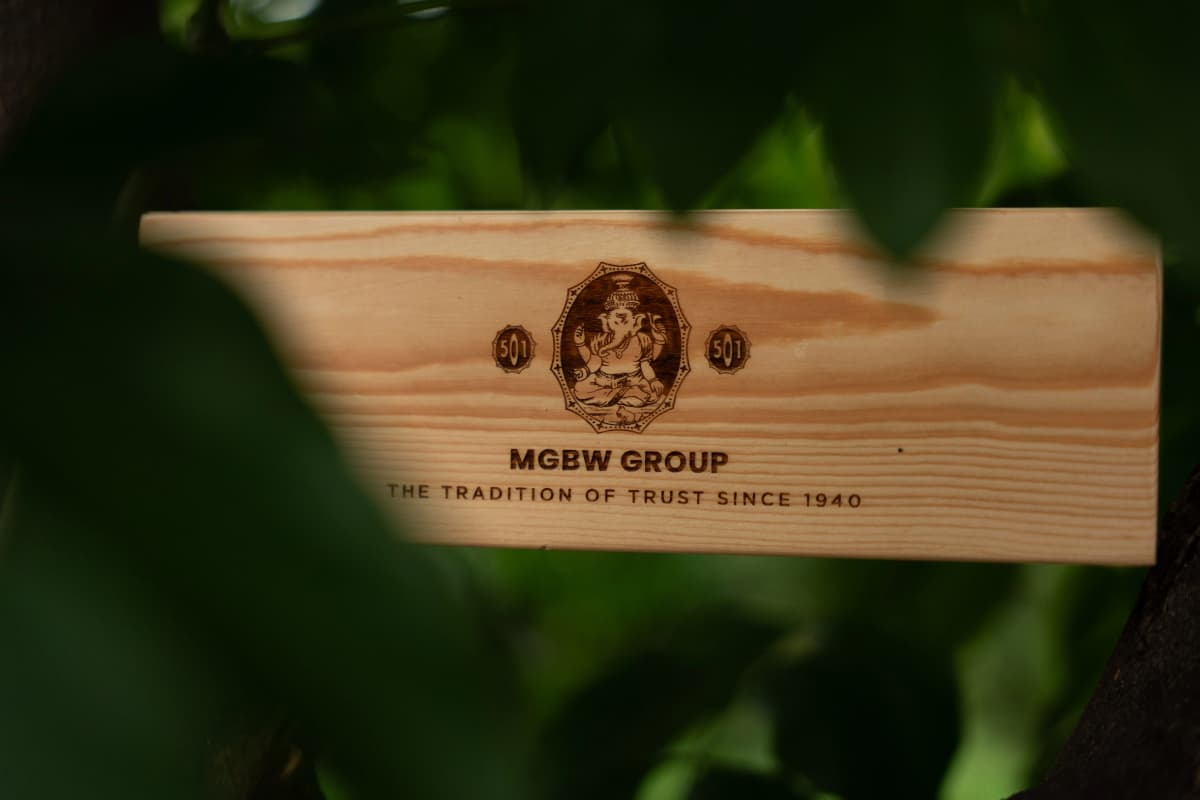 501 501
MGBW GROUP
THE TRADITION OF TRUST SINCE 1940